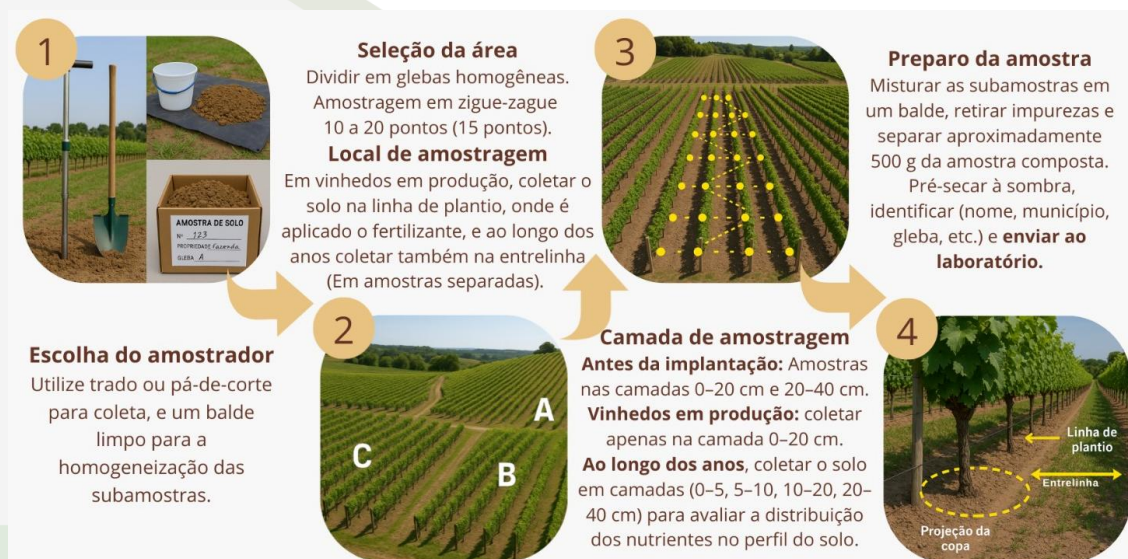 1
AMOSTRA DE SOLO
Nº 123
PROPRIEDADE: Fazenda
GLEBA A
Escolha do amostrador
Utilize trado ou pá-de-corte
para coleta, e um balde
limpo para a
homogeneização das
subamostras.
Seleção da área
Dividir em glebas homogêneas.
Amostragem em zigue-zague
10 a 20 pontos (15 pontos).
Local de amostragem
Em vinhedos em produção, coletar o
solo na linha de plantio, onde é
aplicado o fertilizante, e ao longo dos
anos coletar também na entrelinha
(Em amostras separadas).
2
A
B
C
3
Camada de amostragem
Antes da implantação: Amostras
nas camadas 0–20 cm e 20–40 cm.
Vinhedos em produção: coletar
apenas na camada 0–20 cm.
Ao longo dos anos, coletar o solo
em camadas (0–5, 5–10, 10–20, 20–
40 cm) para avaliar a distribuição
dos nutrientes no perfil do solo.
Preparo da amostra
Misturar as subamostras em
um balde, retirar impurezas e
separar aproximadamente
500 g da amostra composta.
Pré-secar à sombra,
identificar (nome, município,
gleba, etc.) e enviar ao
laboratório.
4
Linha de
plantio
Entrelinha
Projeção da
copa